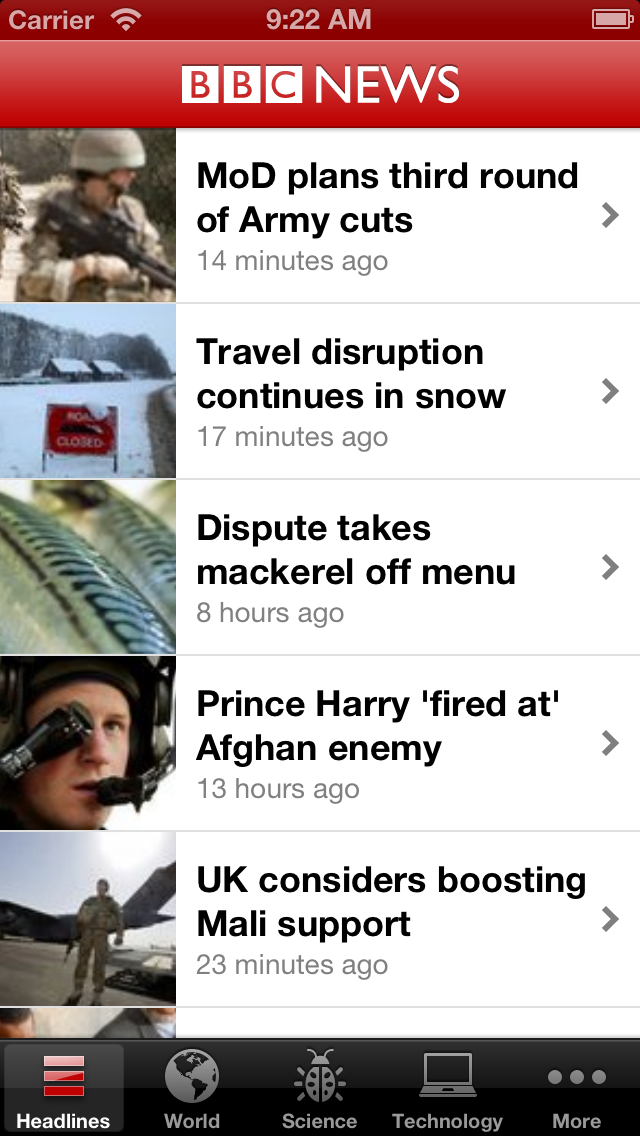 Carrier 9:22 AM
BBC NEWS
MoD plans third round
of Army cuts
14 minutes ago
Travel disruption
continues in snow
17 minutes ago
ROAD
CLOSED
Dispute takes
mackerel off menu
8 hours ago
Prince Harry 'fired at'
Afghan enemy
13 hours ago
UK considers boosting
Mali support
23 minutes ago
Headlines World Science Technology More